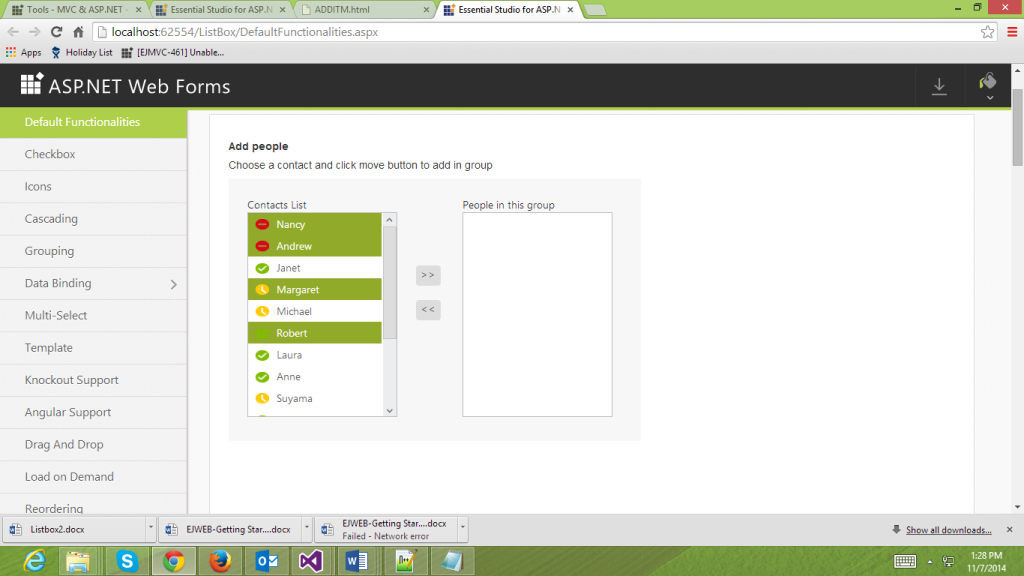 Tools - MVC & ASP.NET -
Essential Studio for ASP.N
ADDITM.html
Essential Studio for ASP.N
localhost:62554/ListBox/DefaultFunctionalities.aspx
Apps
Holiday List
[EJMVC-461] Unable...
ASP.NET Web Forms
Default Functionalities
Checkbox
Icons
Cascading
Grouping
Data Binding
Multi-Select
Template
Knockout Support
Angular Support
Drag And Drop
Load on Demand
Reordering
Add people
Choose a contact and click move button to add in group
Contacts List
Nancy
Andrew
Janet
Margaret
Michael
Robert
Laura
Anne
Suyama
>>
<<
People in this group
Listbox2.docx
EJWEB-Getting Star....docx
EJWEB-Getting Star....docx
Failed - Network error
Show all downloads...
1:28 PM
11/7/2014